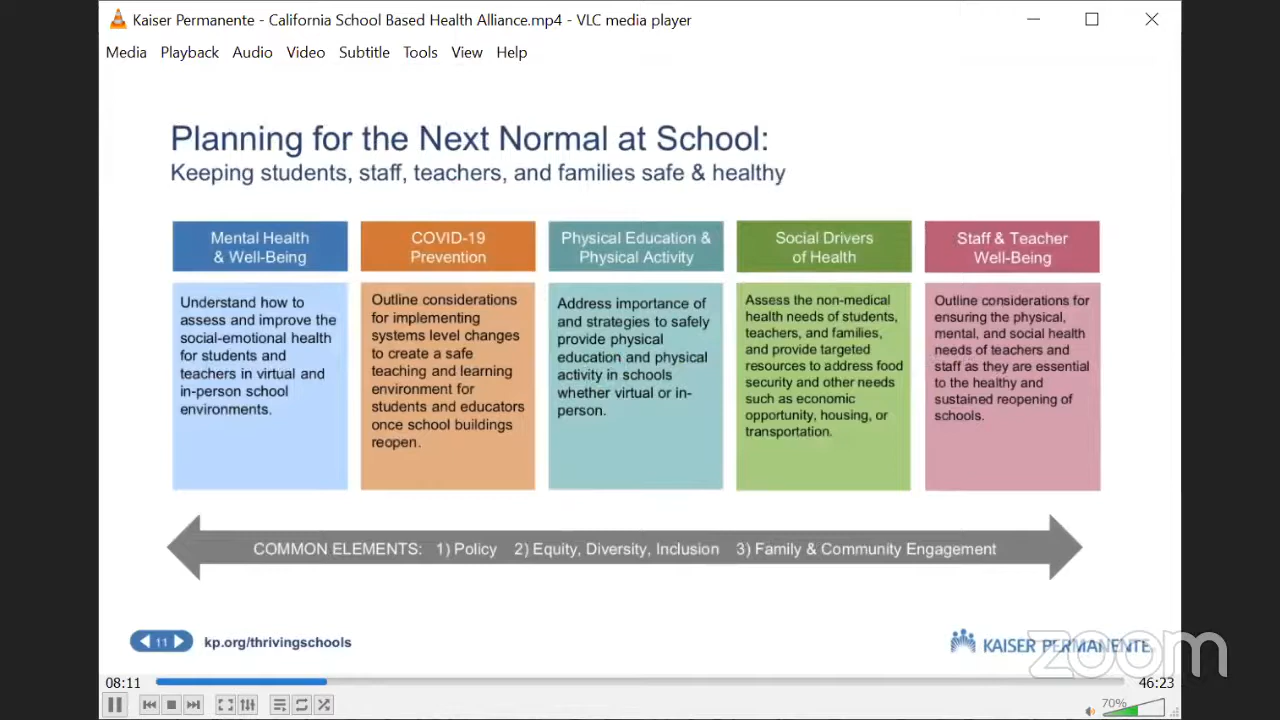 Kaiser Permanente - California School Based Health Alliance.mp4 - VLC media player
Media Playback Audio Video Subtitle Tools View Help
Planning for the Next Normal at School:
Keeping students, staff, teachers, and families safe & healthy
Mental Health
& Well-Being
Understand how to
assess and improve the
social-emotional health
for students and
teachers in virtual and
in-person school
environments.
COVID-19
Prevention
Outline considerations
for implementing
systems level changes
to create a safe
teaching and learning
environment for
students and educators
once school buildings
reopen.
Physical Education &
Physical Activity
Address importance of
and strategies to safely
provide physical
education and physical
activity in schools
whether virtual or in-
person.
Social Drivers
of Health
Assess the non-medical
health needs of students,
teachers, and families,
and provide targeted
resources to address food
security and other needs
such as economic
opportunity, housing, or
transportation.
Staff & Teacher
Well-Being
Outline considerations for
ensuring the physical,
mental, and social health
needs of teachers and
staff as they are essential
to the healthy and
sustained reopening of
schools.
COMMON ELEMENTS: 1) Policy 2) Equity, Diversity, Inclusion 3) Family & Community Engagement
11 kp.org/thrivingschools
KAISER PERMANENTE.
zoom
08:11 46:23
70%